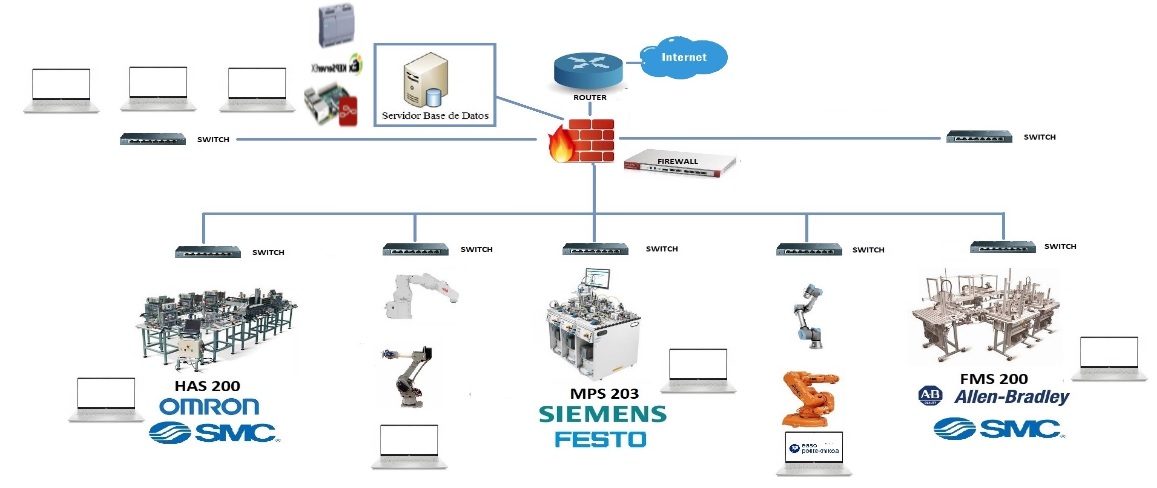 Internet
ROUTER
Servidor Base de Datos
SWITCH
FIREWALL
SWITCH
SWITCH
SWITCH
SWITCH
SWITCH
SWITCH
HAS 200
OMRON
SMC
MPS 203
SIEMENS
FESTO
FMS 200
AB Allen-Bradley
SMC